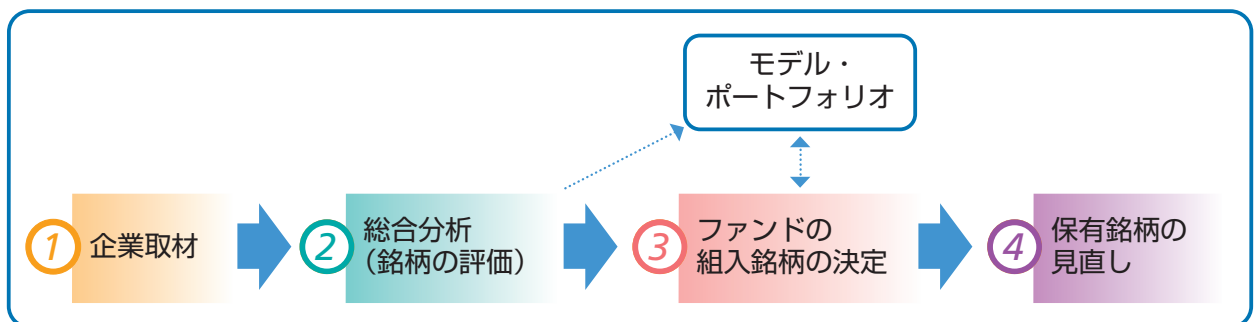 モデル・
ポートフォリオ
1 企業取材
2 総合分析
（銘柄の評価）
3 ファンドの
組入銘柄の決定
4 保有銘柄の
見直し